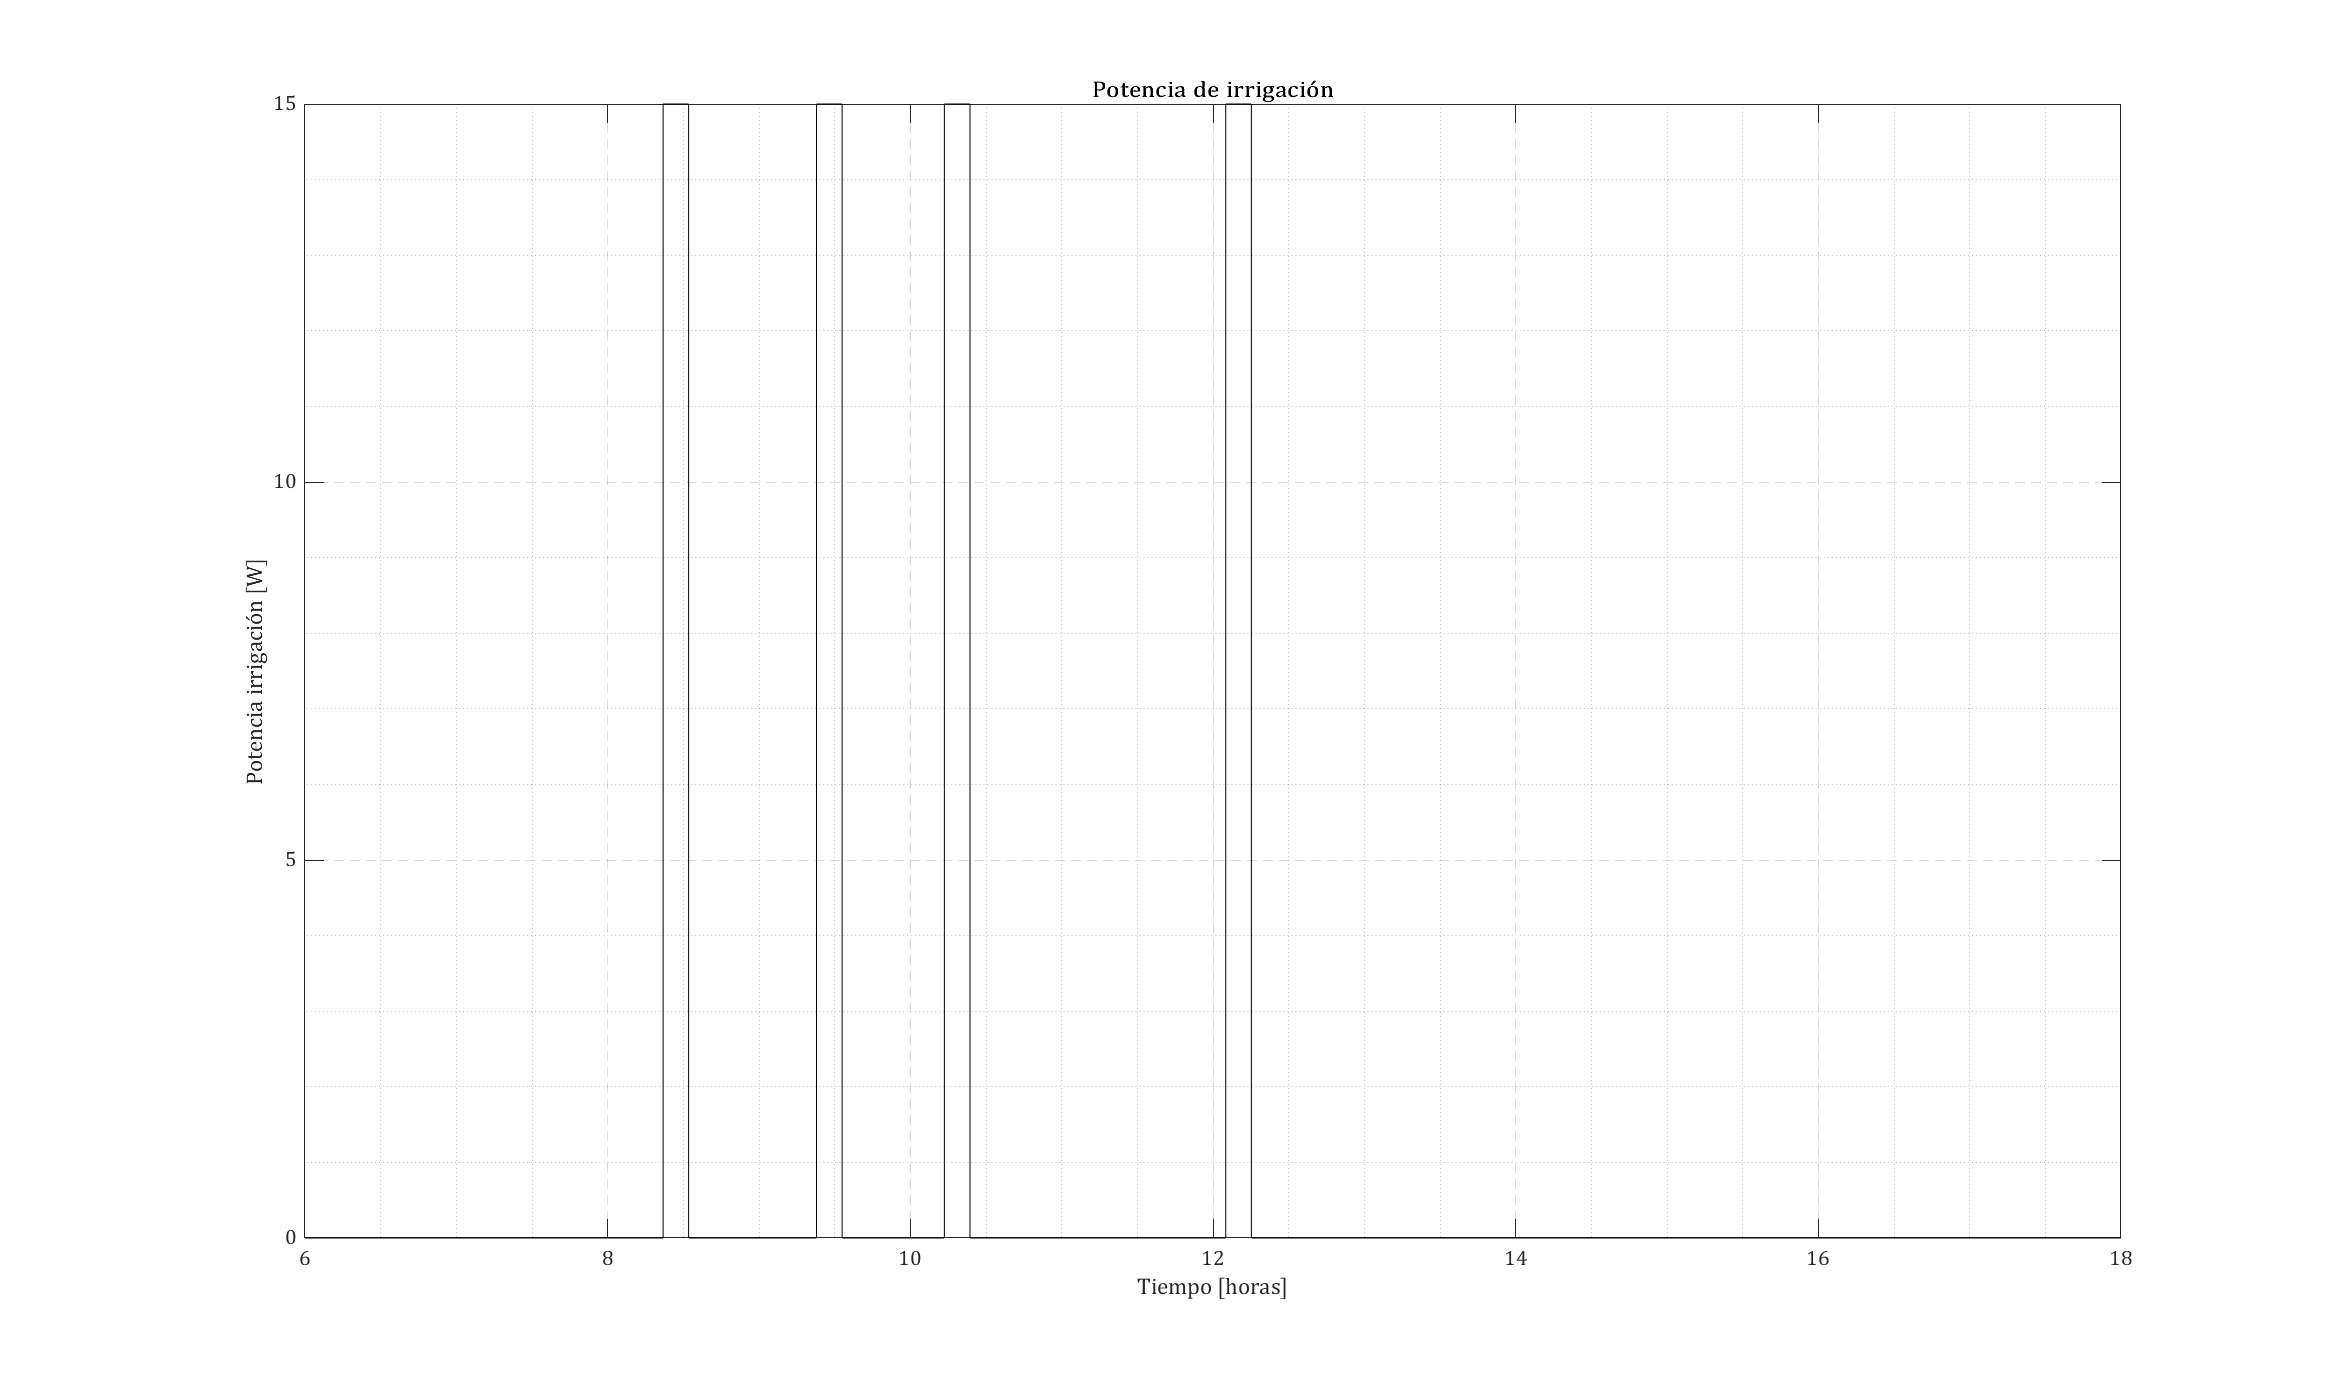 Potencia de irrigación
15
10
5
0
Potencia irrigación [W]
6 8 10 12 14 16 18
Tiempo [horas]